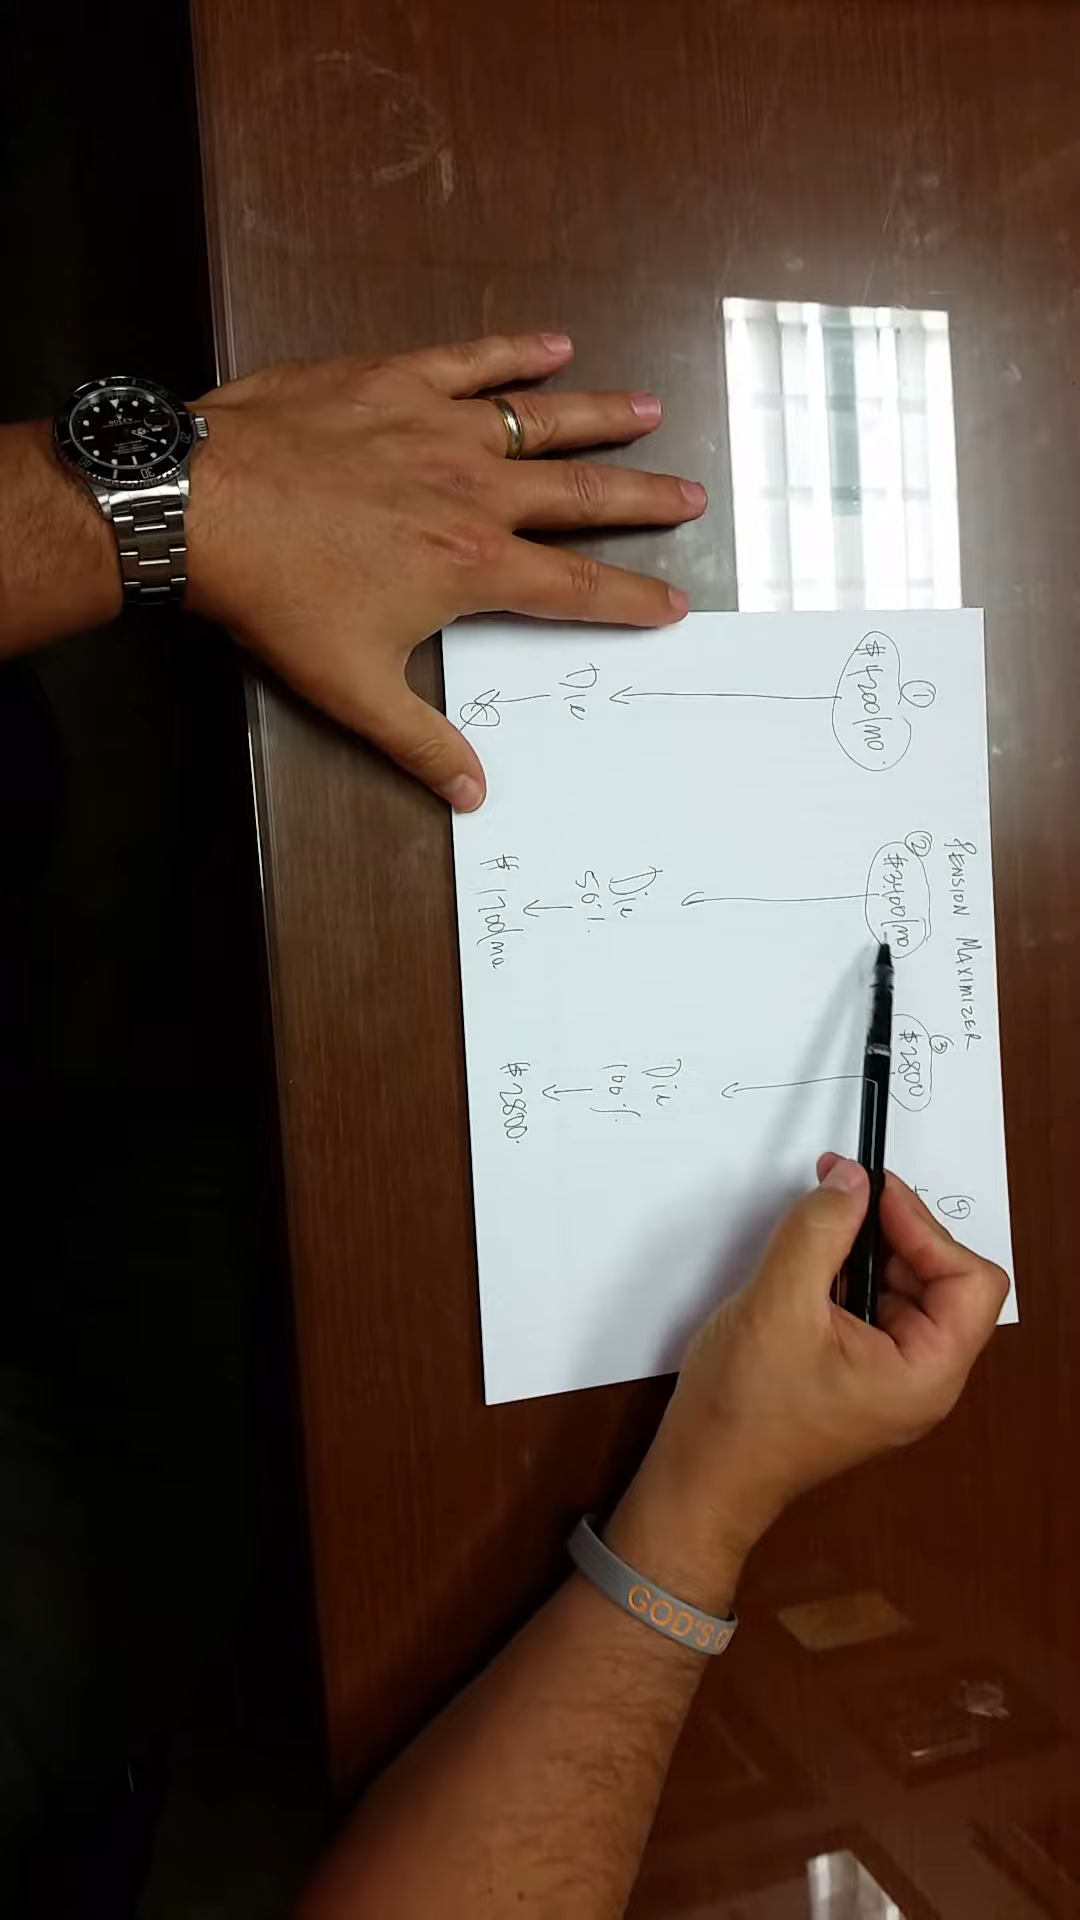 PENSION MAXIMIZER
①
$4200/mo.
Die
②
$3400/mo
Die
50%
$1700/mo
③
$2800
Die
100%
$2800.
④
ROLEX
GOD'S G